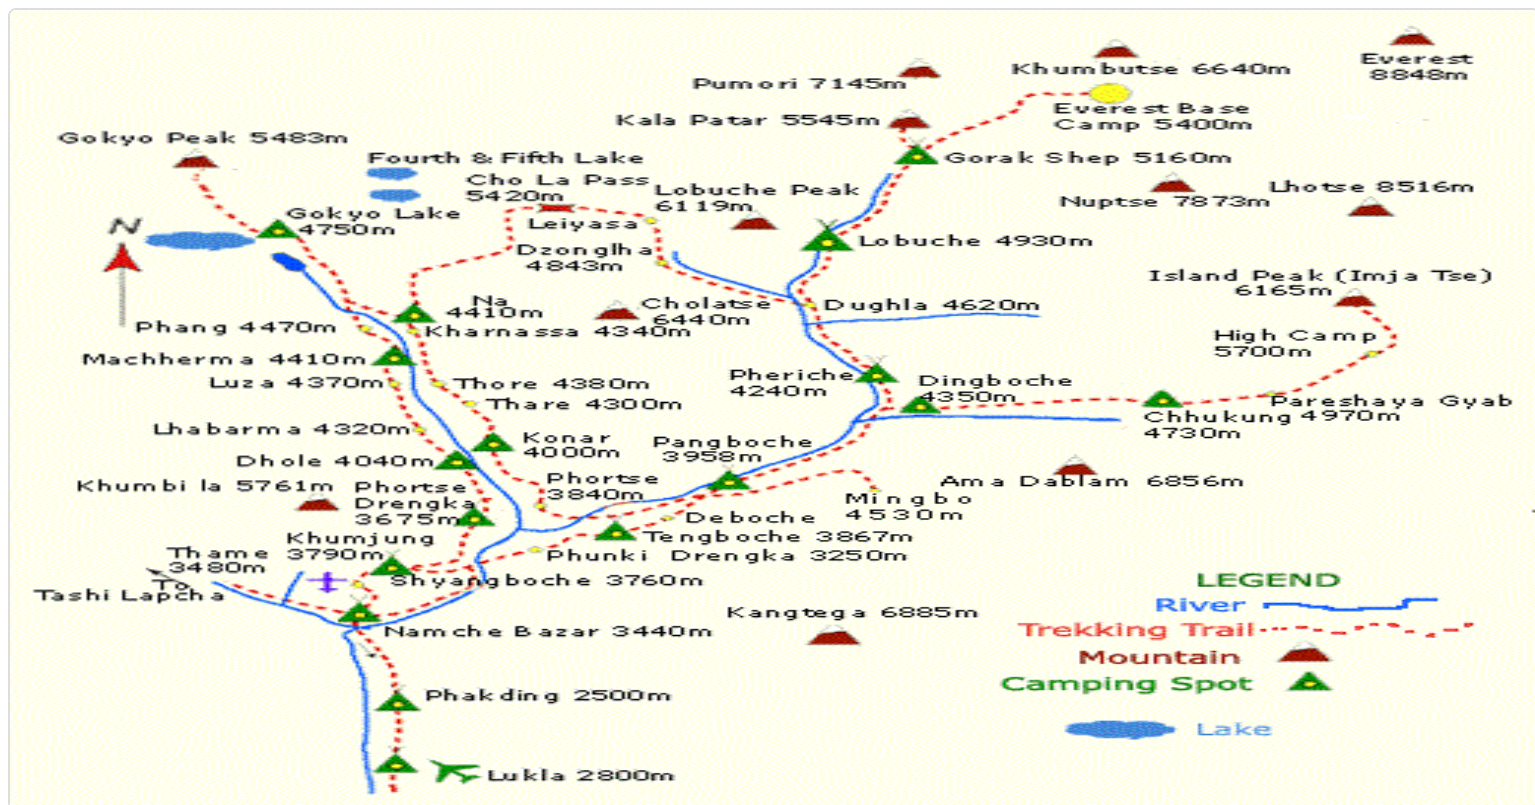 Everest
8848m
Khumbutse 6640m
Pumori 7145m
Everest Base
Camp 5400m
Kala Patar 5545m
Gokyo Peak 5483m
Fourth & Fifth Lake
Gorak Shep 5160m
Cho La Pass
5420m
Lobuche Peak
6119m
Lhotse 8516m
Nuptse 7873m
N
Gokyo Lake
4750m
Leiyasa
Lobuche 4930m
Dzonglha
4843m
Island Peak (Imja Tse)
6165m
Na
4410m
Cholatse
6440m
Dughla 4620m
Phang 4470m
Kharnassa 4340m
High Camp
5700m
Machherma 4410m
Luza 4370m
Thore 4380m
Pheriche
4240m
Dingboche
4350m
Thare 4300m
Pareshaya Gyab
4970m
Chhukung
4730m
Lhabarma 4320m
Konar
4000m
Pangboche
3958m
Dhole 4040m
Khumbi la 5761m
Phortse
Drengka
3675m
Phortse
3840m
Ama Dablam 6856m
Mingbo
4530m
Deboche
Tengboche 3867m
Khumjung
3790m
Thame
3480m
Phunki Drengka 3250m
To
Tashi Lapcha
Shyangboche 3760m
Kangtega 6885m
Namche Bazar 3440m
Phakding 2500m
Lukla 2800m
LEGEND
River
Trekking Trail
Mountain
Camping Spot
Lake